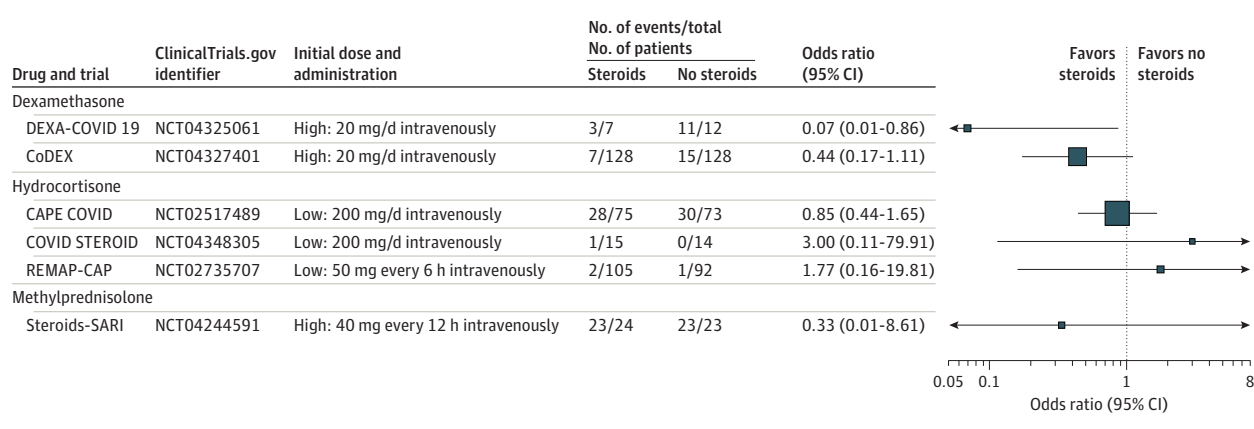 No. of events/total
No. of patients
Drug and trial ClinicalTrials.gov identifier Initial dose and administration Steroids No steroids Odds ratio (95% CI) Favors steroids Favors no steroids
Dexamethasone
DEXA-COVID 19 NCT04325061 High: 20 mg/d intravenously 3/7 11/12 0.07 (0.01-0.86)
CoDEX NCT04327401 High: 20 mg/d intravenously 7/128 15/128 0.44 (0.17-1.11)
Hydrocortisone
CAPE COVID NCT02517489 Low: 200 mg/d intravenously 28/75 30/73 0.85 (0.44-1.65)
COVID STEROID NCT04348305 Low: 200 mg/d intravenously 1/15 0/14 3.00 (0.11-79.91)
REMAP-CAP NCT02735707 Low: 50 mg every 6 h intravenously 2/105 1/92 1.77 (0.16-19.81)
Methylprednisolone
Steroids-SARI NCT04244591 High: 40 mg every 12 h intravenously 23/24 23/23 0.33 (0.01-8.61)
0.05 0.1 1 8
Odds ratio (95% CI)